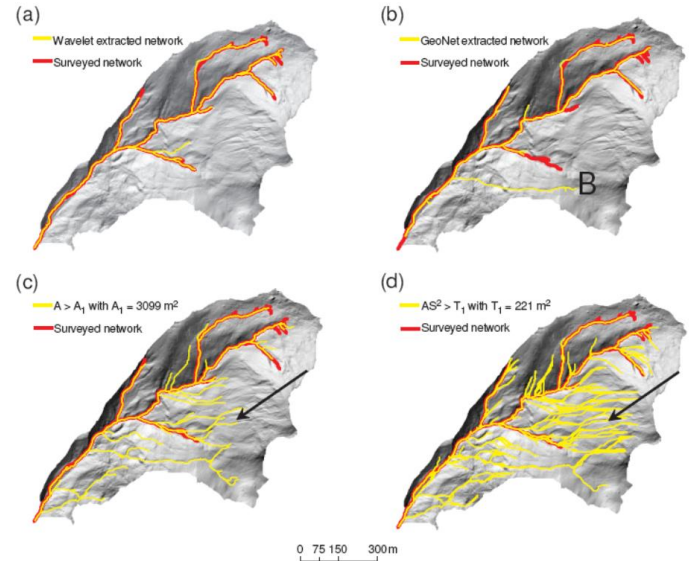 (a)
Wavelet extracted network
Surveyed network
(b)
GeoNet extracted network
Surveyed network
B
(c)
A > A₁ with A₁ = 3099 m²
Surveyed network
(d)
AS² > T₁ with T₁ = 221 m²
Surveyed network
0 75 150 300 m